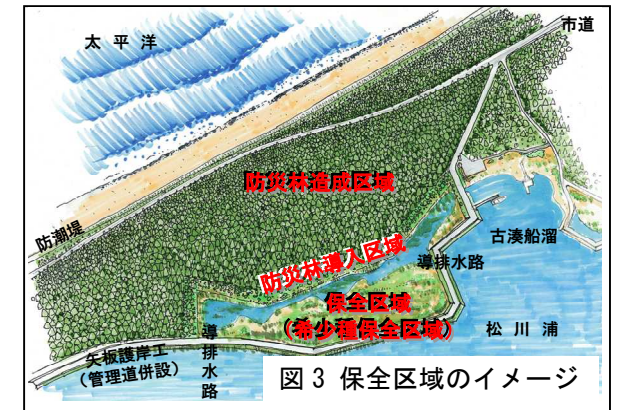 市道
太平洋
防災林造成区域
防潮堤
古湊船溜
防災林導入区域
導排水路
保全区域
（希少種保全区域）
松川浦
導排水路
矢板護岸工
（管理道併設）
図3 保全区域のイメージ